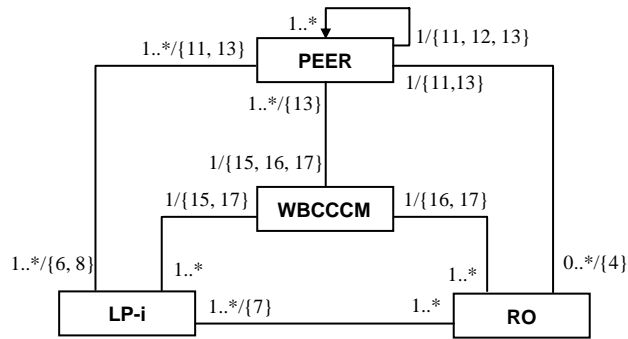 1..*
1..*/{11, 13}
1/{11, 12, 13}
PEER
1/{11,13}
1..*/{13}
1/{15, 16, 17}
1/{15, 17}
WBCCCM
1/{16, 17}
1..*/{6, 8}
1..*
1..*
0..*/{4}
LP-i
1..*/{7}
1..*
RO